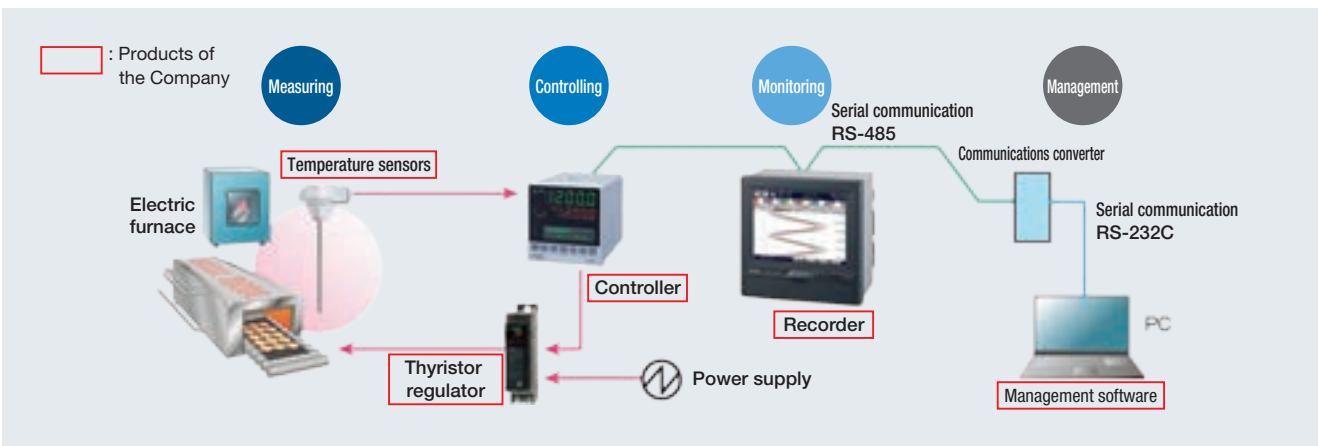 : Products of
the Company
Measuring
Controlling
Monitoring
Management
Serial communication
RS-485
Communications converter
Temperature sensors
Electric
furnace
Serial communication
RS-232C
Controller
Recorder
PC
Thyristor
regulator
Power supply
Management software